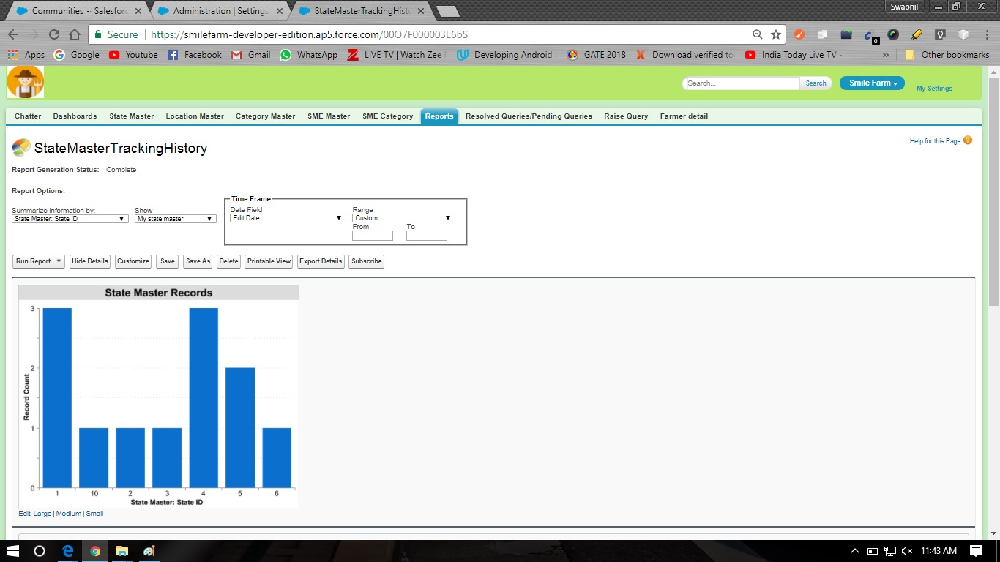 Communities ~ Salesforc
Administration | Settings
StateMasterTrackingHisto
Swapnil
Secure
https://smilefarm-developer-edition.ap5.force.com/00O7F000003E6bS
0
Apps
Google
Youtube
Facebook
Gmail
WhatsApp
LIVE TV | Watch Zee
Developing Android
GATE 2018
Download verified to
India Today Live TV -
»
Other bookmarks
Search...
Search
Smile Farm
My Settings
Chatter
Dashboards
State Master
Location Master
Category Master
SME Master
SME Category
Reports
Resolved Queries/Pending Queries
Raise Query
Farmer detail
StateMasterTrackingHistory
Help for this Page ?
Report Generation Status: Complete
Report Options:
Summarize information by:
State Master: State ID
Show
My state master
Time Frame
Date Field
Edit Date
Range
Custom
From
To
Run Report
Hide Details
Customize
Save
Save As
Delete
Printable View
Export Details
Subscribe
State Master Records
Record Count
3
2
1
0
1 10 2 3 4 5 6
State Master: State ID
Edit Large | Medium | Small
11:43 AM